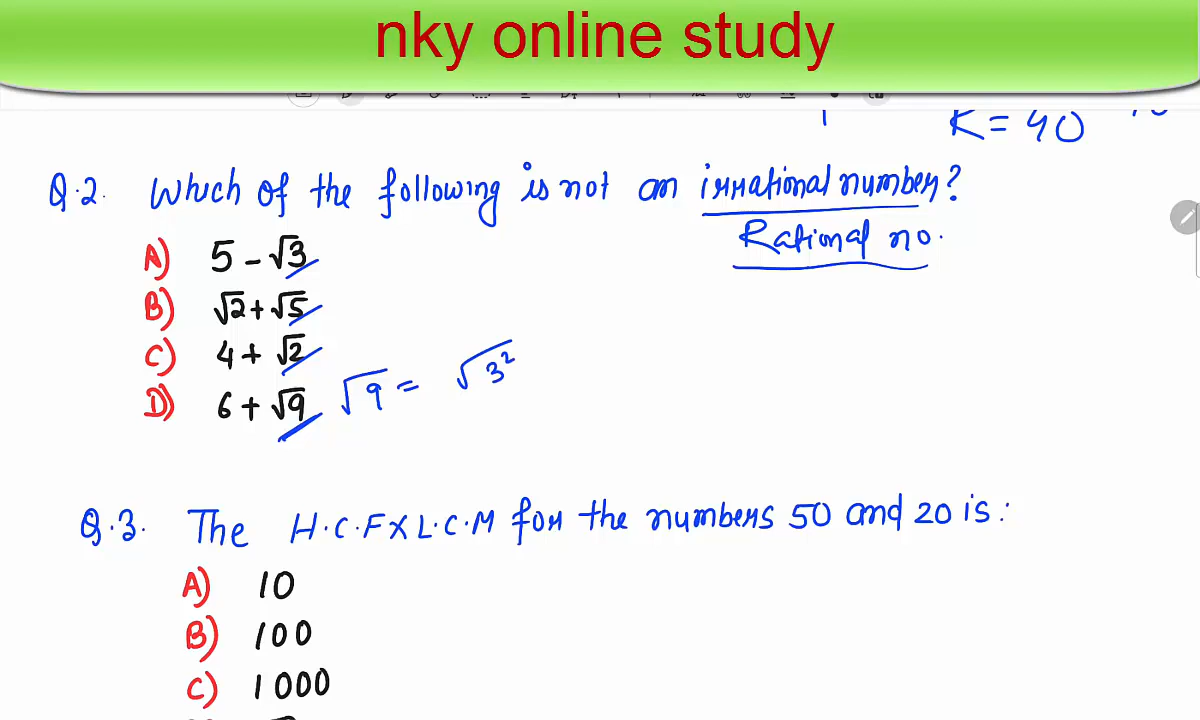 nky online study
K = 40
Q.2. Which of the following is not an irrational number?
Rational no.
A) 5 - √3
B) √2 + √5
C) 4 + √2
D) 6 + √9 √9 = √3²
Q.3. The H.C.F X L.C.M for the numbers 50 and 20 is :
A) 10
B) 100
C) 1000